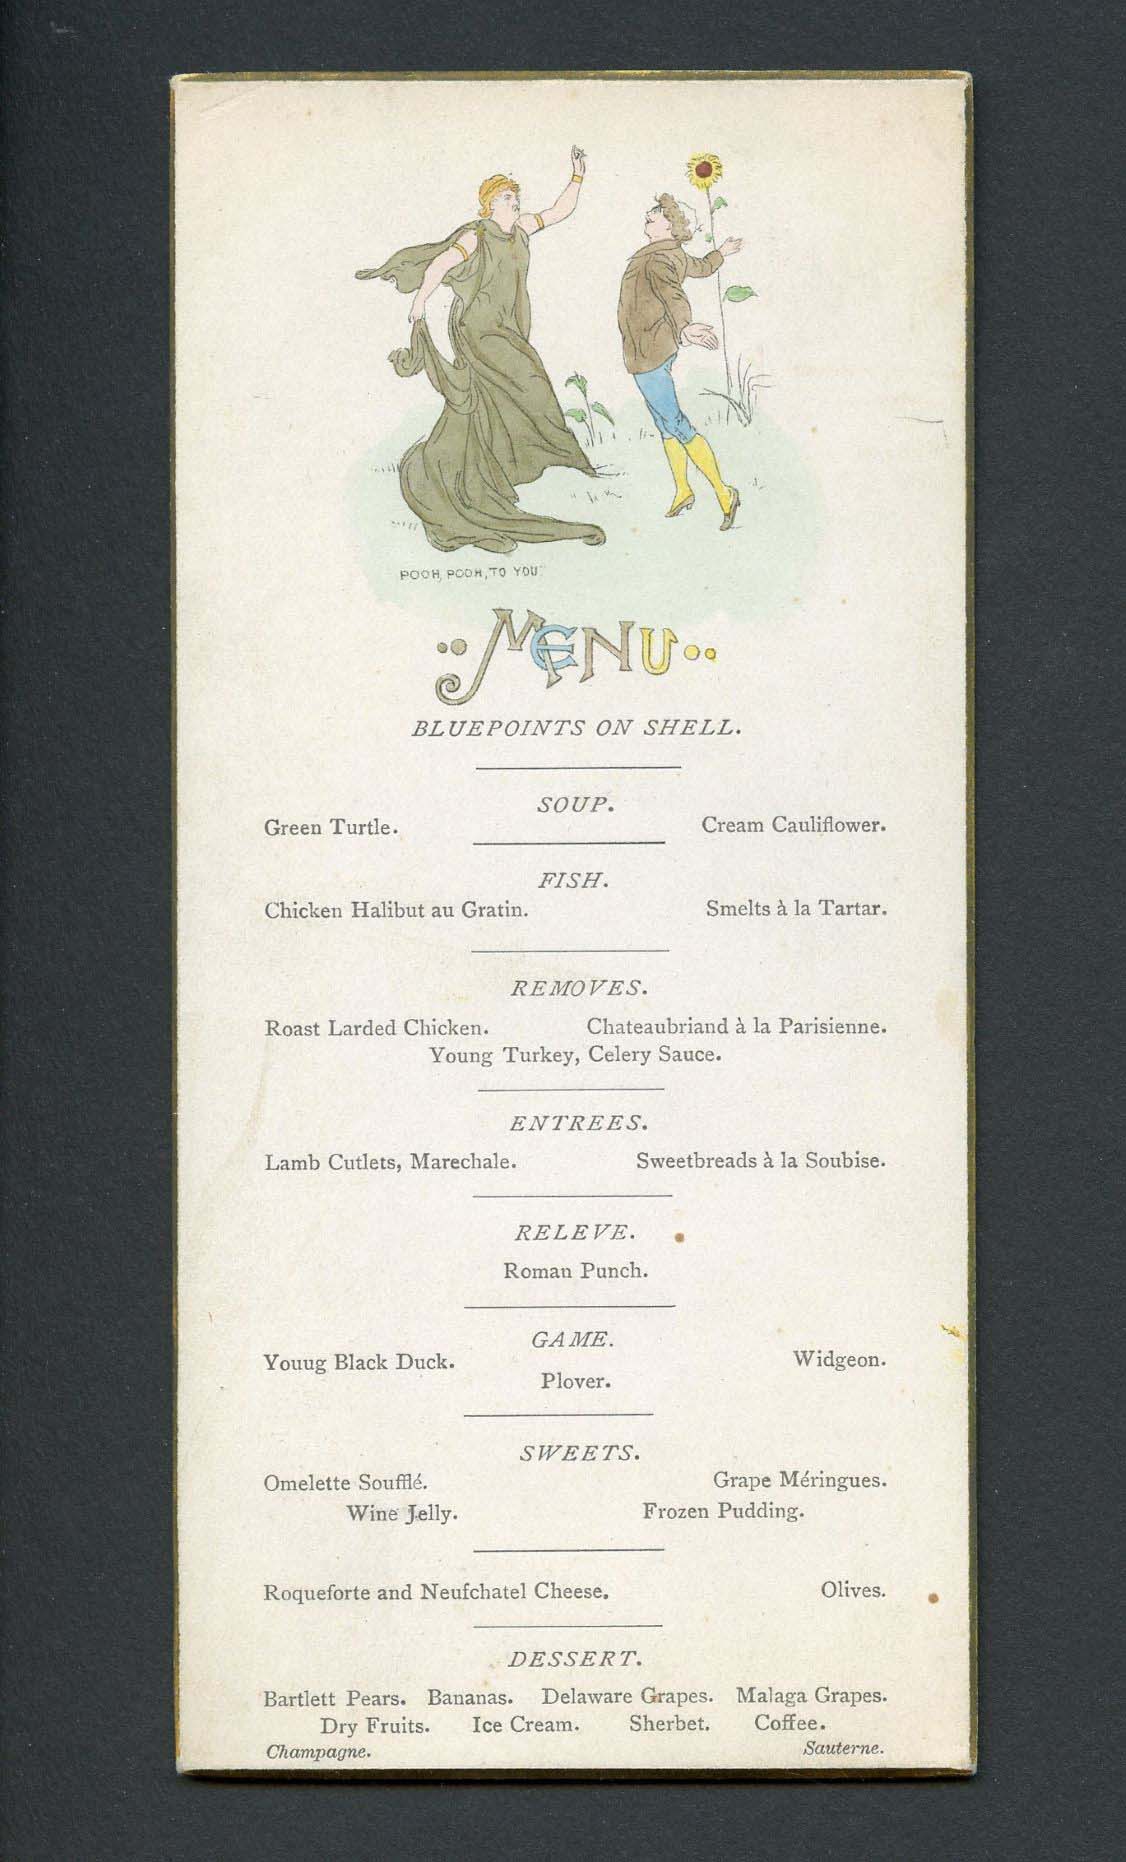 POOH, POOH, TO YOU"
MENU
BLUEPOINTS ON SHELL.
SOUP.
Green Turtle. Cream Cauliflower.
FISH.
Chicken Halibut au Gratin. Smelts à la Tartar.
REMOVES.
Roast Larded Chicken. Chateaubriand à la Parisienne.
Young Turkey, Celery Sauce.
ENTREES.
Lamb Cutlets, Marechale. Sweetbreads à la Soubise.
RELEVE.
Roman Punch.
GAME.
Youug Black Duck. Widgeon.
Plover.
SWEETS.
Omelette Soufflé. Grape Méringues.
Wine Jelly. Frozen Pudding.
Roqueforte and Neufchatel Cheese. Olives.
DESSERT.
Bartlett Pears. Bananas. Delaware Grapes. Malaga Grapes.
Dry Fruits. Ice Cream. Sherbet. Coffee.
Champagne. Sauterne.